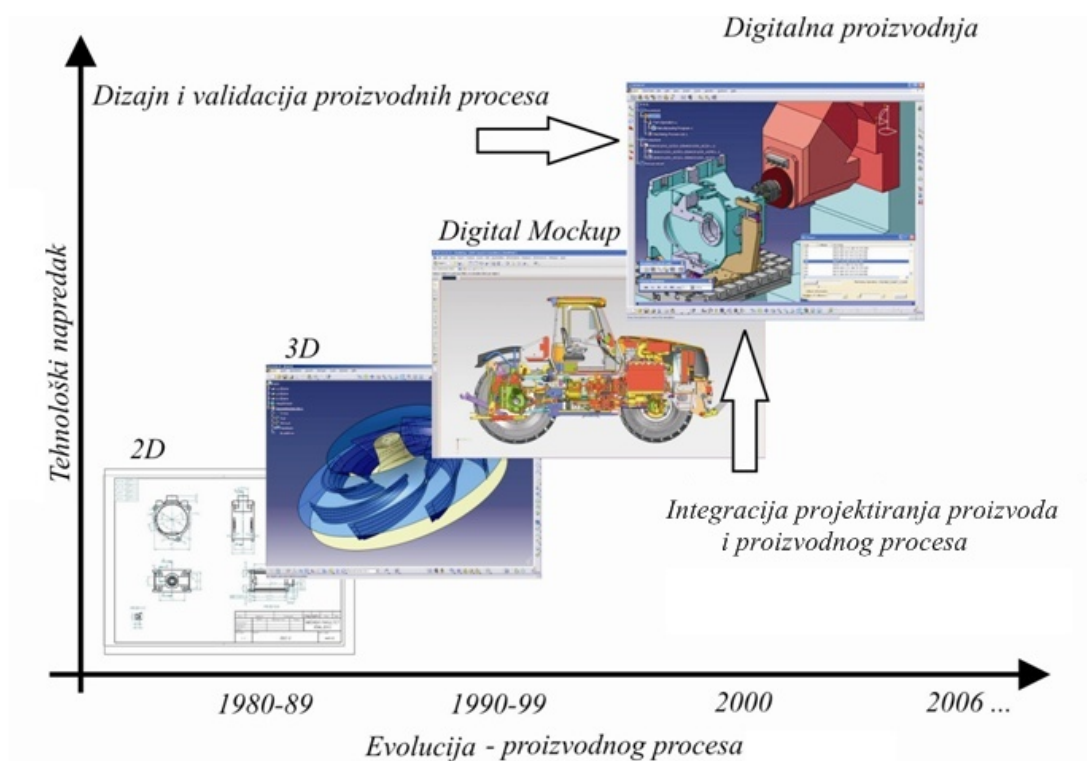 Digitalna proizvodnja
Dizajn i validacija proizvodnih procesa
Digital Mockup
3D
2D
Tehnološki napredak
Integracija projektiranja proizvoda
i proizvodnog procesa
1980-89
1990-99
2000
2006 ...
Evolucija - proizvodnog procesa